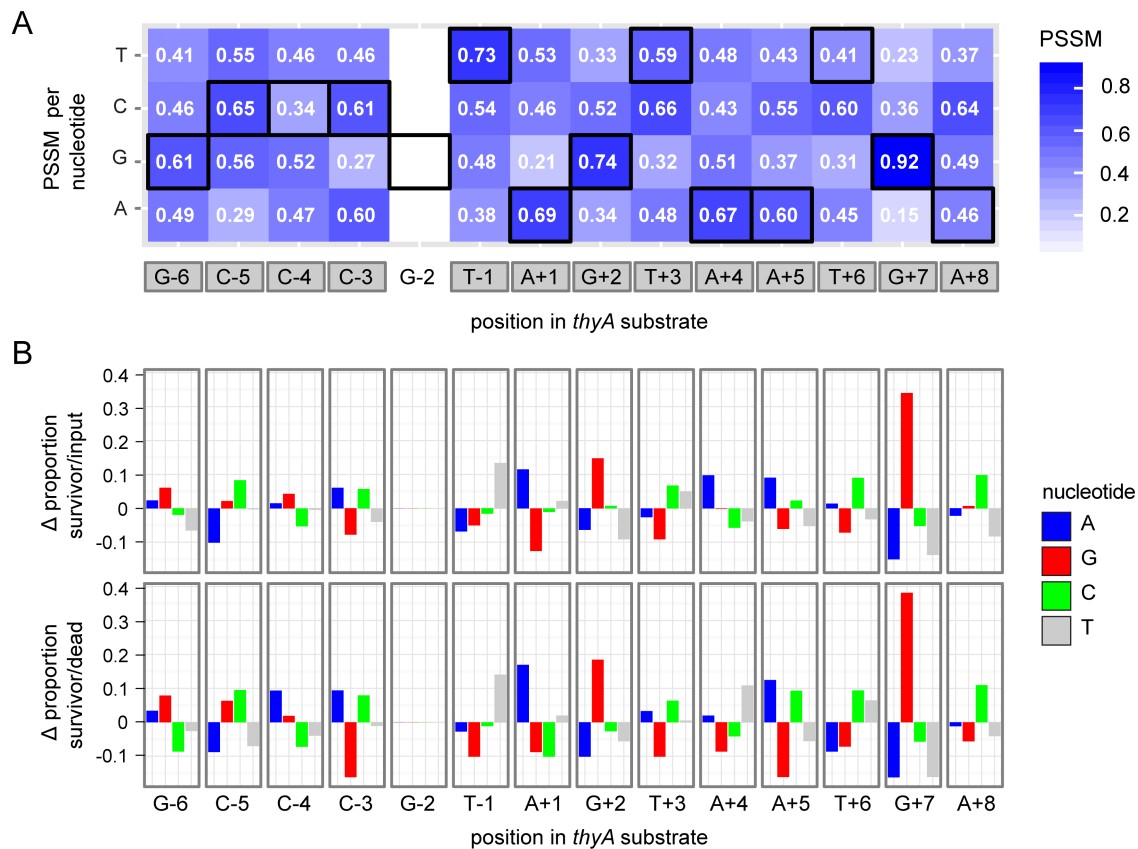 A
PSSM per
nucleotide
T
0.41 0.55 0.46 0.46 0.73 0.53 0.33 0.59 0.48 0.43 0.41 0.23 0.37
C
0.46 0.65 0.34 0.61 0.54 0.46 0.52 0.66 0.43 0.55 0.60 0.36 0.64
G
0.61 0.56 0.52 0.27 0.48 0.21 0.74 0.32 0.51 0.37 0.31 0.92 0.49
A
0.49 0.29 0.47 0.60 0.38 0.69 0.34 0.48 0.67 0.60 0.45 0.15 0.46
G-6 C-5 C-4 C-3 G-2 T-1 A+1 G+2 T+3 A+4 A+5 T+6 G+7 A+8
position in thyA substrate
PSSM
0.8
0.6
0.4
0.2
B
Δ proportion
survivor/input
0.4
0.3
0.2
0.1
0
-0.1
Δ proportion
survivor/dead
0.4
0.3
0.2
0.1
0
-0.1
G-6 C-5 C-4 C-3 G-2 T-1 A+1 G+2 T+3 A+4 A+5 T+6 G+7 A+8
position in thyA substrate
nucleotide
A
G
C
T